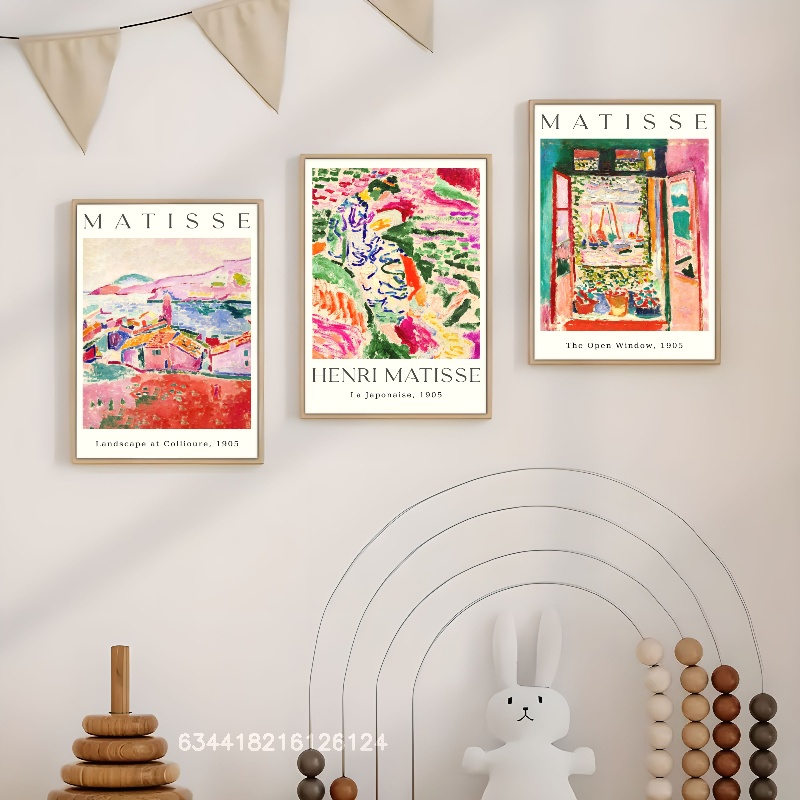 MATISSE
Landscape at Collioure, 1905
HENRI MATISSE
La Japonaise, 1905
MATISSE
The Open Window, 1905
634418216126124